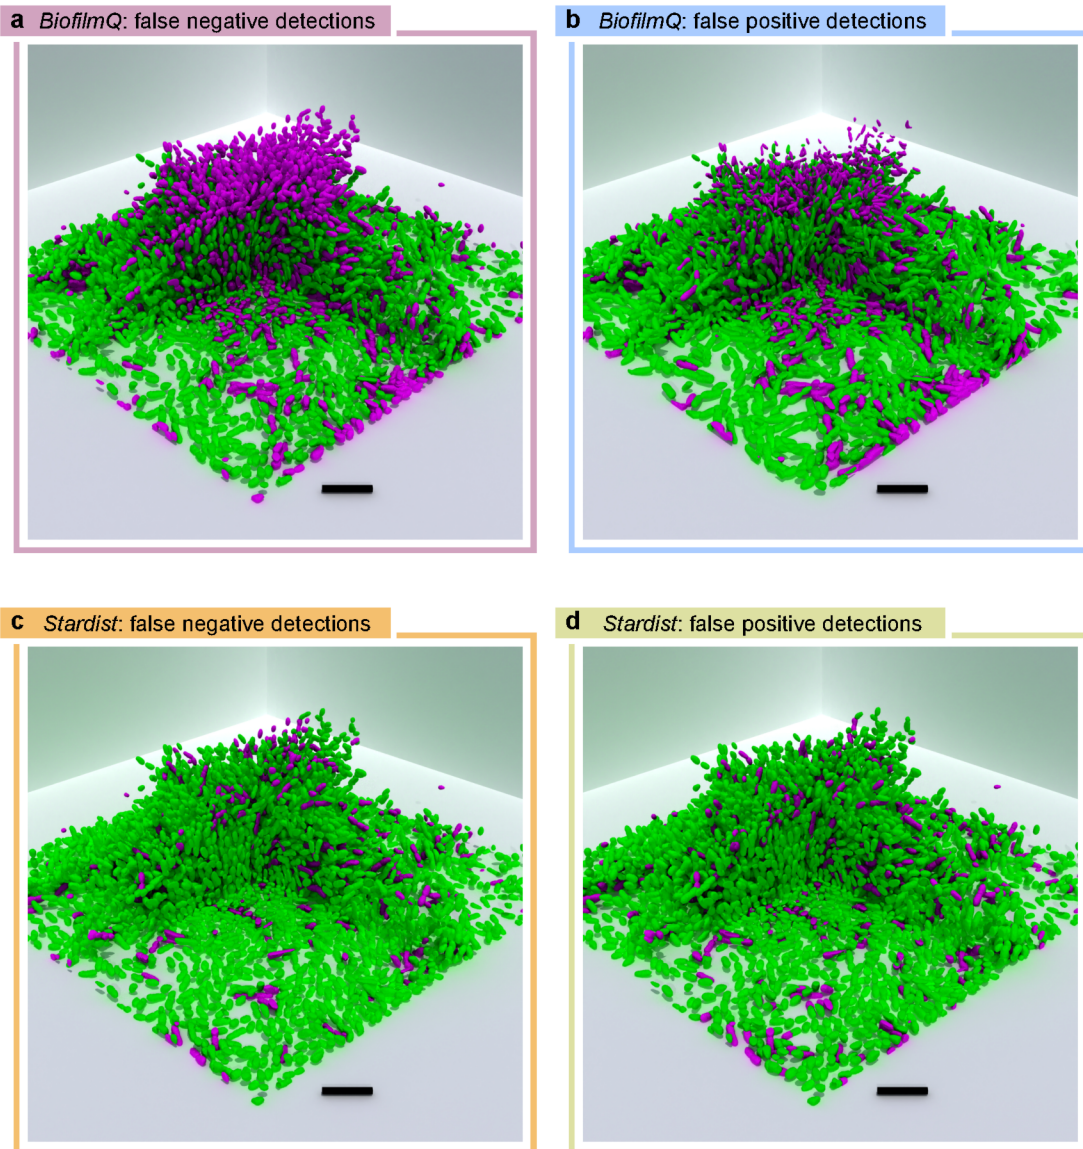 a BiofilmQ: false negative detections
b BiofilmQ: false positive detections
c Stardist: false negative detections
d Stardist: false positive detections